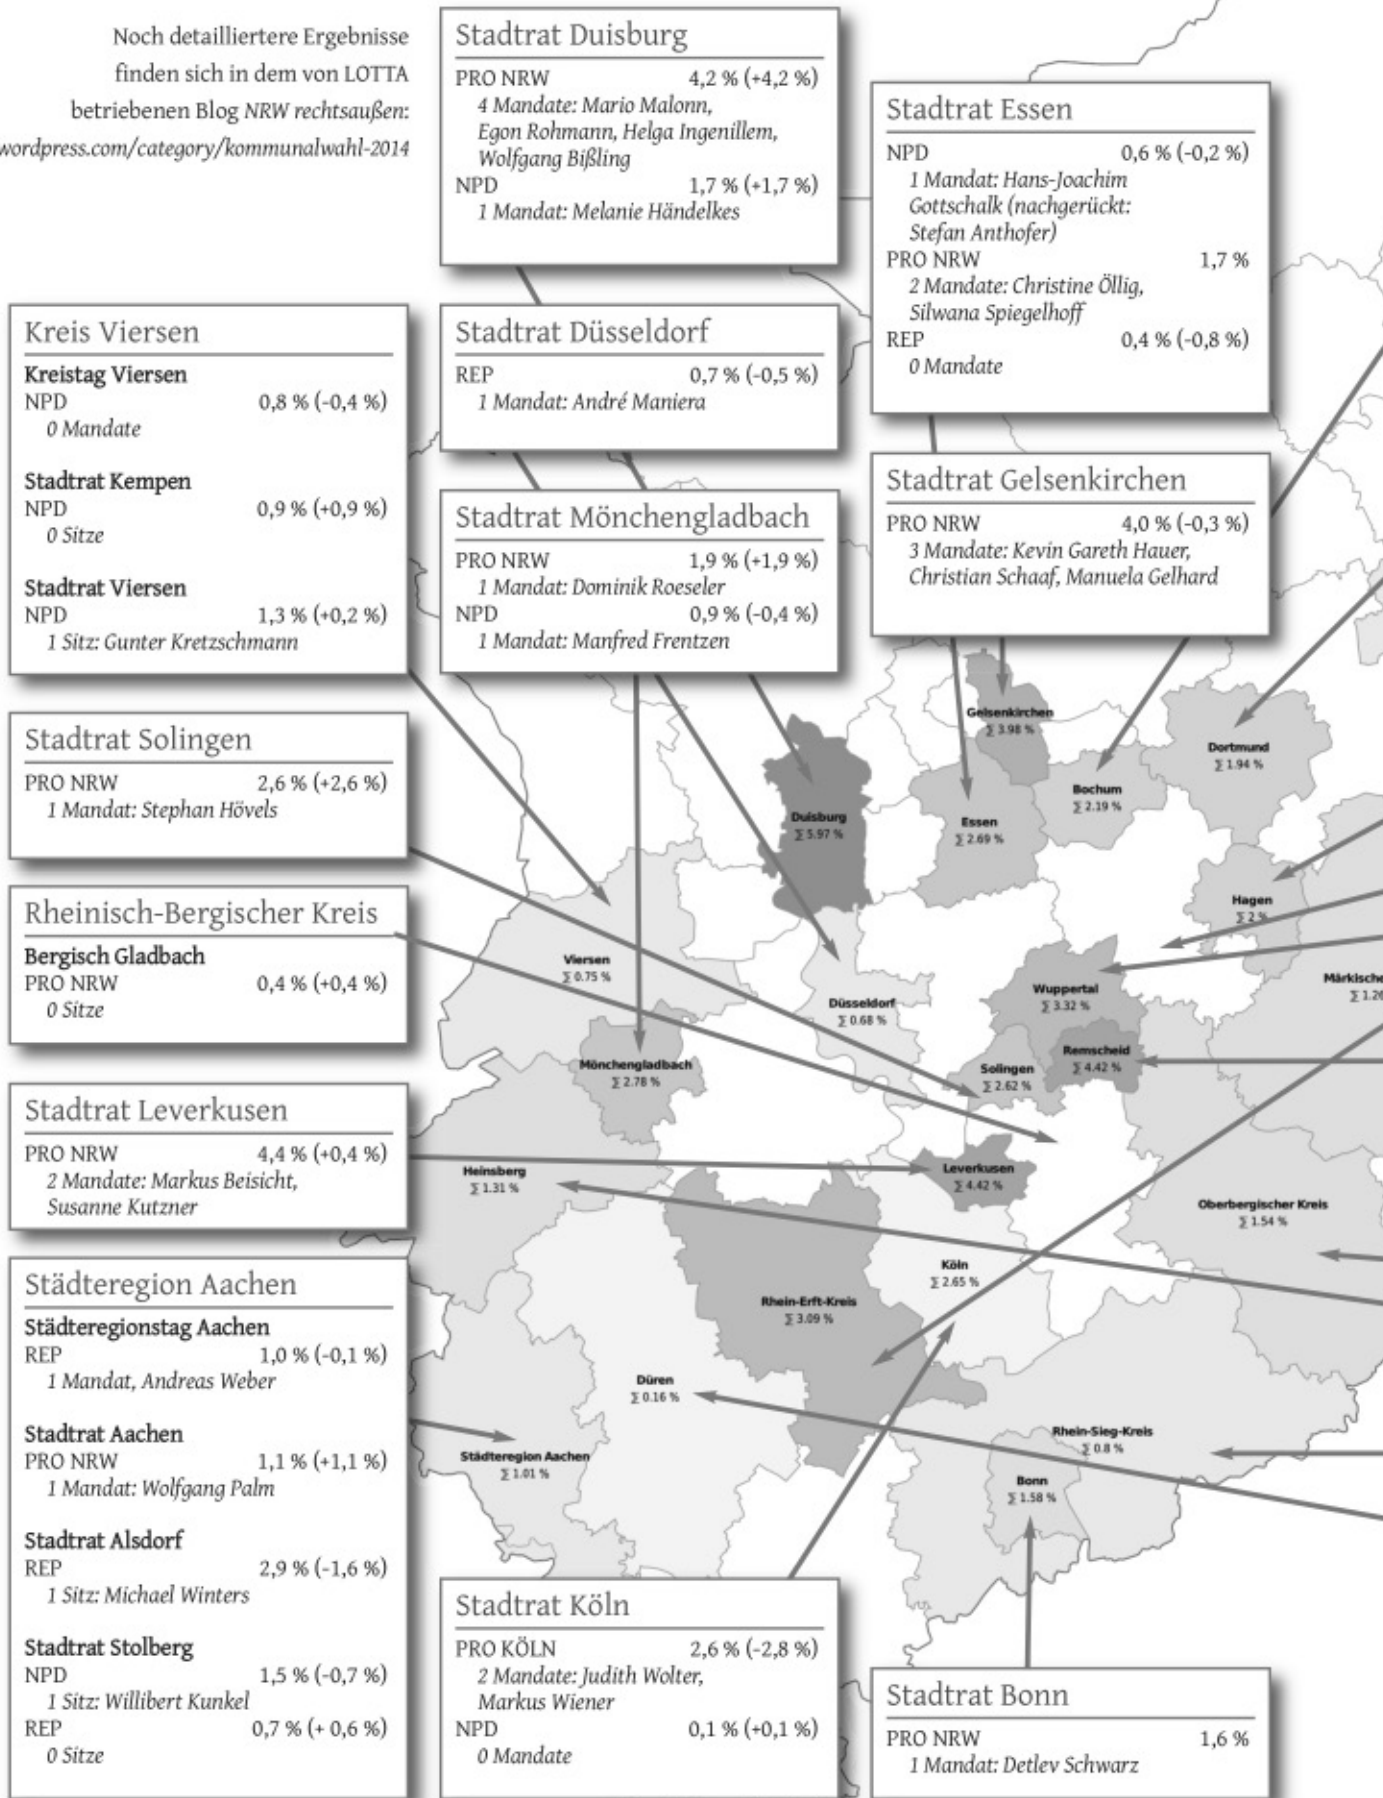 Noch detailliertere Ergebnisse
finden sich in dem von LOTTA
betriebenen Blog NRW rechtsaußen:
wordpress.com/category/kommunalwahl-2014
Stadtrat Duisburg
PRO NRW 4,2 % (+4,2 %)
4 Mandate: Mario Malonn,
Egon Rohmann, Helga Ingenillem,
Wolfgang Bißling
NPD 1,7 % (+1,7 %)
1 Mandat: Melanie Händelkes
Stadtrat Essen
NPD 0,6 % (-0,2 %)
1 Mandat: Hans-Joachim
Gottschalk (nachgerückt:
Stefan Anthofer)
PRO NRW 1,7 %
2 Mandate: Christine Öllig,
Silwana Spiegelhoff
REP 0,4 % (-0,8 %)
0 Mandate
Kreis Viersen
Kreistag Viersen
NPD 0,8 % (-0,4 %)
0 Mandate
Stadtrat Kempen
NPD 0,9 % (+0,9 %)
0 Sitze
Stadtrat Viersen
NPD 1,3 % (+0,2 %)
1 Sitz: Gunter Kretzschmann
Stadtrat Düsseldorf
REP 0,7 % (-0,5 %)
1 Mandat: André Maniera
Stadtrat Mönchengladbach
PRO NRW 1,9 % (+1,9 %)
1 Mandat: Dominik Roeseler
NPD 0,9 % (-0,4 %)
1 Mandat: Manfred Frentzen
Stadtrat Gelsenkirchen
PRO NRW 4,0 % (-0,3 %)
3 Mandate: Kevin Gareth Hauer,
Christian Schaaf, Manuela Gelhard
Stadtrat Solingen
PRO NRW 2,6 % (+2,6 %)
1 Mandat: Stephan Hövels
Rheinisch-Bergischer Kreis
Bergisch Gladbach
PRO NRW 0,4 % (+0,4 %)
0 Sitze
Stadtrat Leverkusen
PRO NRW 4,4 % (+0,4 %)
2 Mandate: Markus Beisicht,
Susanne Kutzner
Städteregion Aachen
Städteregionstag Aachen
REP 1,0 % (-0,1 %)
1 Mandat, Andreas Weber
Stadtrat Aachen
PRO NRW 1,1 % (+1,1 %)
1 Mandat: Wolfgang Palm
Stadtrat Alsdorf
REP 2,9 % (-1,6 %)
1 Sitz: Michael Winters
Stadtrat Stolberg
NPD 1,5 % (-0,7 %)
1 Sitz: Willibert Kunkel
REP 0,7 % (+ 0,6 %)
0 Sitze
Stadtrat Köln
PRO KÖLN 2,6 % (-2,8 %)
2 Mandate: Judith Wolter,
Markus Wiener
NPD 0,1 % (+0,1 %)
0 Mandate
Stadtrat Bonn
PRO NRW 1,6 %
1 Mandat: Detlev Schwarz
Gelsenkirchen
∑ 3.98 %
Dortmund
∑ 1.94 %
Bochum
∑ 2.19 %
Duisburg
∑ 5.97 %
Essen
∑ 2.69 %
Hagen
∑ 2 %
Viersen
∑ 0.75 %
Düsseldorf
∑ 0.68 %
Wuppertal
∑ 3.32 %
Märkische
∑ 1.26
Mönchengladbach
∑ 2.78 %
Solingen
∑ 2.62 %
Remscheid
∑ 4.42 %
Heinsberg
∑ 1.31 %
Leverkusen
∑ 4.42 %
Oberbergischer Kreis
∑ 1.54 %
Köln
∑ 2.65 %
Rhein-Erft-Kreis
∑ 3.09 %
Düren
∑ 0.16 %
Städteregion Aachen
∑ 1.01 %
Rhein-Sieg-Kreis
∑ 0.8 %
Bonn
∑ 1.58 %